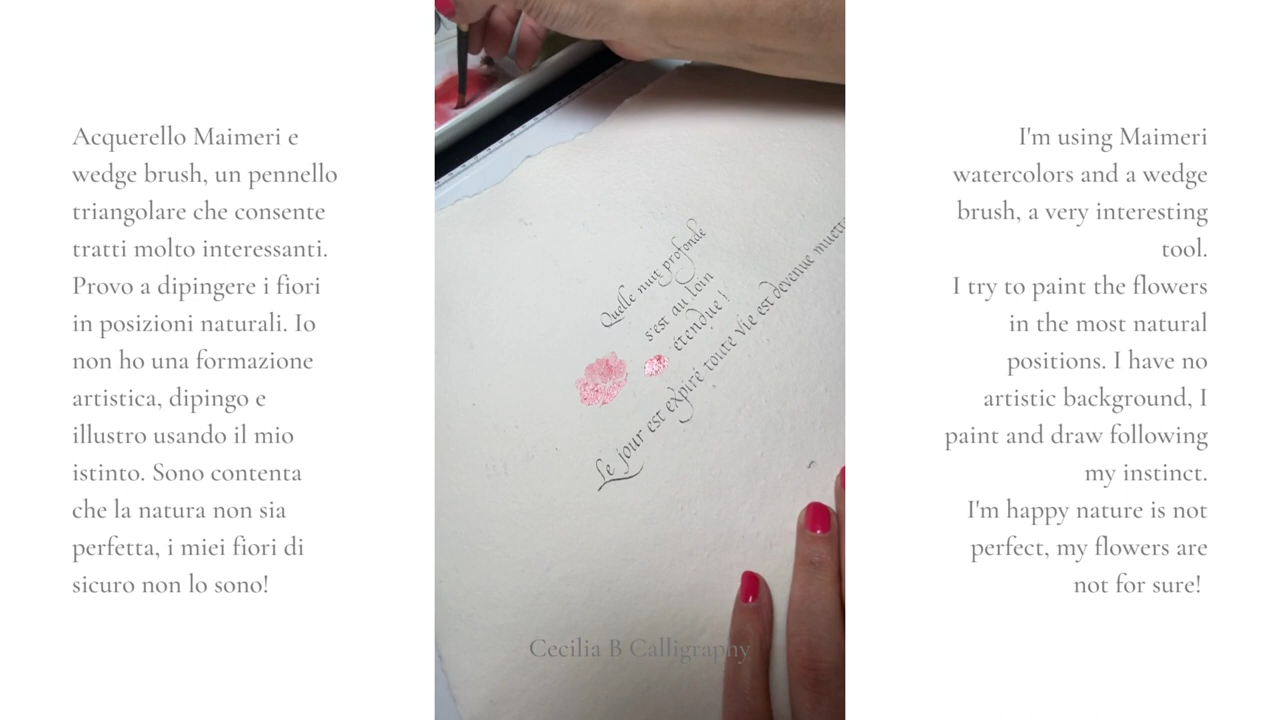 Acquerello Maimeri e
wedge brush, un pennello
triangolare che consente
tratti molto interessanti.
Provo a dipingere i fiori
in posizioni naturali. Io
non ho una formazione
artistica, dipingo e
illustro usando il mio
istinto. Sono contenta
che la natura non sia
perfetta, i miei fiori di
sicuro non lo sono!
Quelle nuit profonde
s'est au loin
étendue !
Le jour est expiré toute vie est devenue muette
Cecilia B Calligraphy
I'm using Maimeri
watercolors and a wedge
brush, a very interesting
tool.
I try to paint the flowers
in the most natural
positions. I have no
artistic background, I
paint and draw following
my instinct.
I'm happy nature is not
perfect, my flowers are
not for sure!